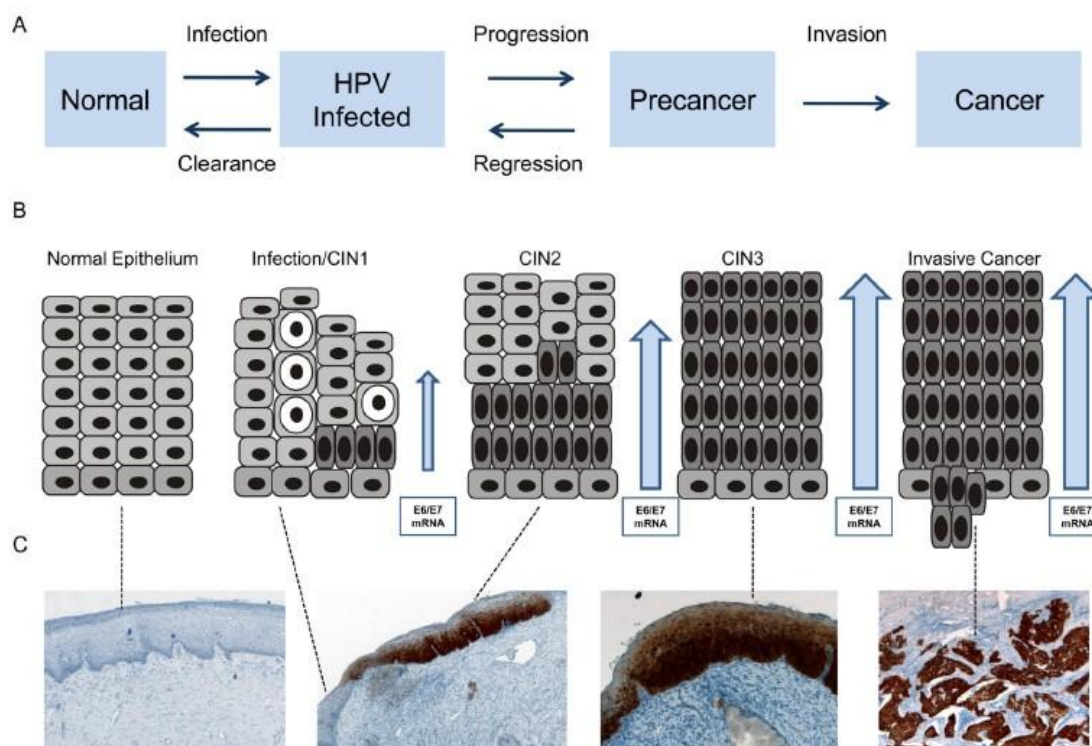 A
Infection
Progression
Invasion
Normal
HPV
Infected
Precancer
Cancer
Clearance
Regression
B
Normal Epithelium
Infection/CIN1
CIN2
CIN3
Invasive Cancer
E6/E7
mRNA
E6/E7
mRNA
E6/E7
mRNA
E6/E7
mRNA
C